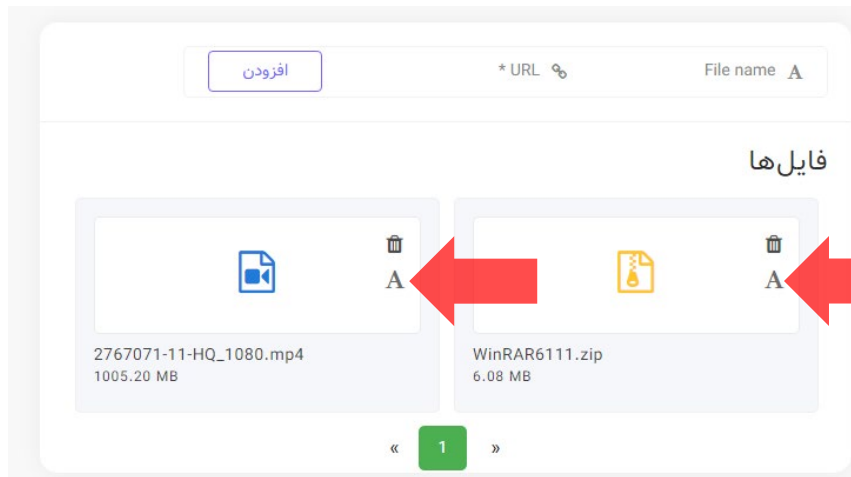 File name
URL *
افزودن
فایل‌ها
WinRAR6111.zip
6.08 MB
2767071-11-HQ_1080.mp4
1005.20 MB
« 1 »